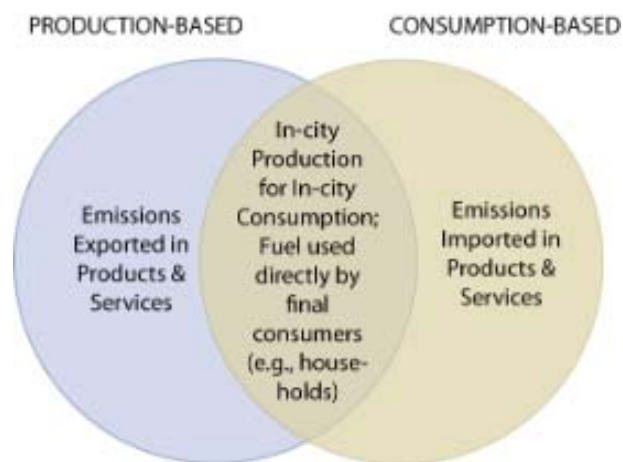 PRODUCTION-BASED
CONSUMPTION-BASED
Emissions
Exported in
Products &
Services
In-city
Production
for In-city
Consumption;
Fuel used
directly by
final
consumers
(e.g., house-
holds)
Emissions
Imported in
Products &
Services